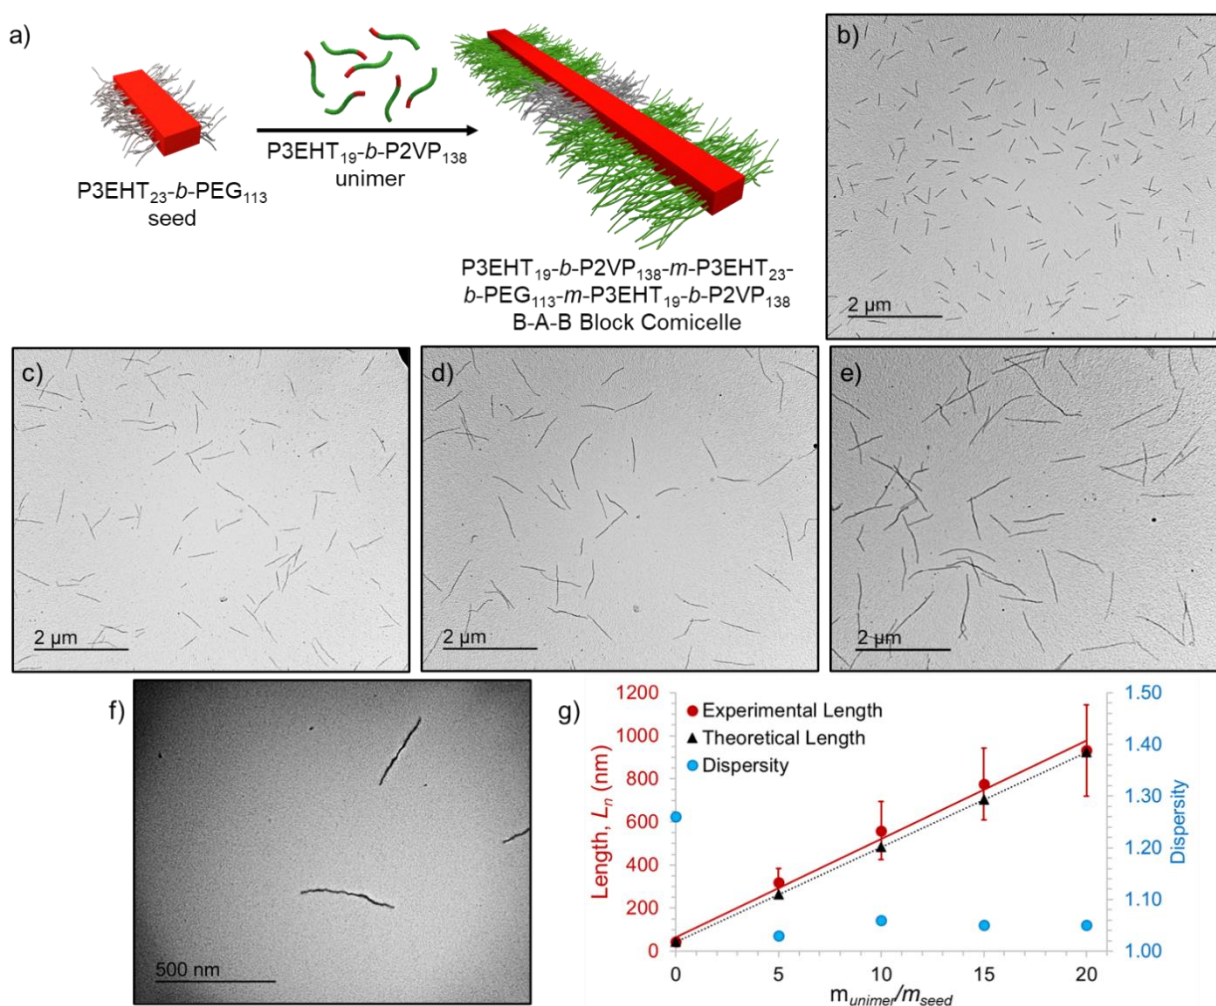 a)
P3EHT₂₃-b-PEG₁₁₃
seed
P3EHT₁₉-b-P2VP₁₃₈
unimer
P3EHT₁₉-b-P2VP₁₃₈-m-P3EHT₂₃-
b-PEG₁₁₃-m-P3EHT₁₉-b-P2VP₁₃₈
B-A-B Block Comicelle
b)
2 µm
c)
2 µm
d)
2 µm
e)
2 µm
f)
500 nm
g)
Experimental Length
Theoretical Length
Dispersity
Length, Lₙ (nm)
1200
1000
800
600
400
200
0
1.50
1.40
1.30
1.20
1.10
1.00
Dispersity
0 5 10 15 20
m_unimer/m_seed